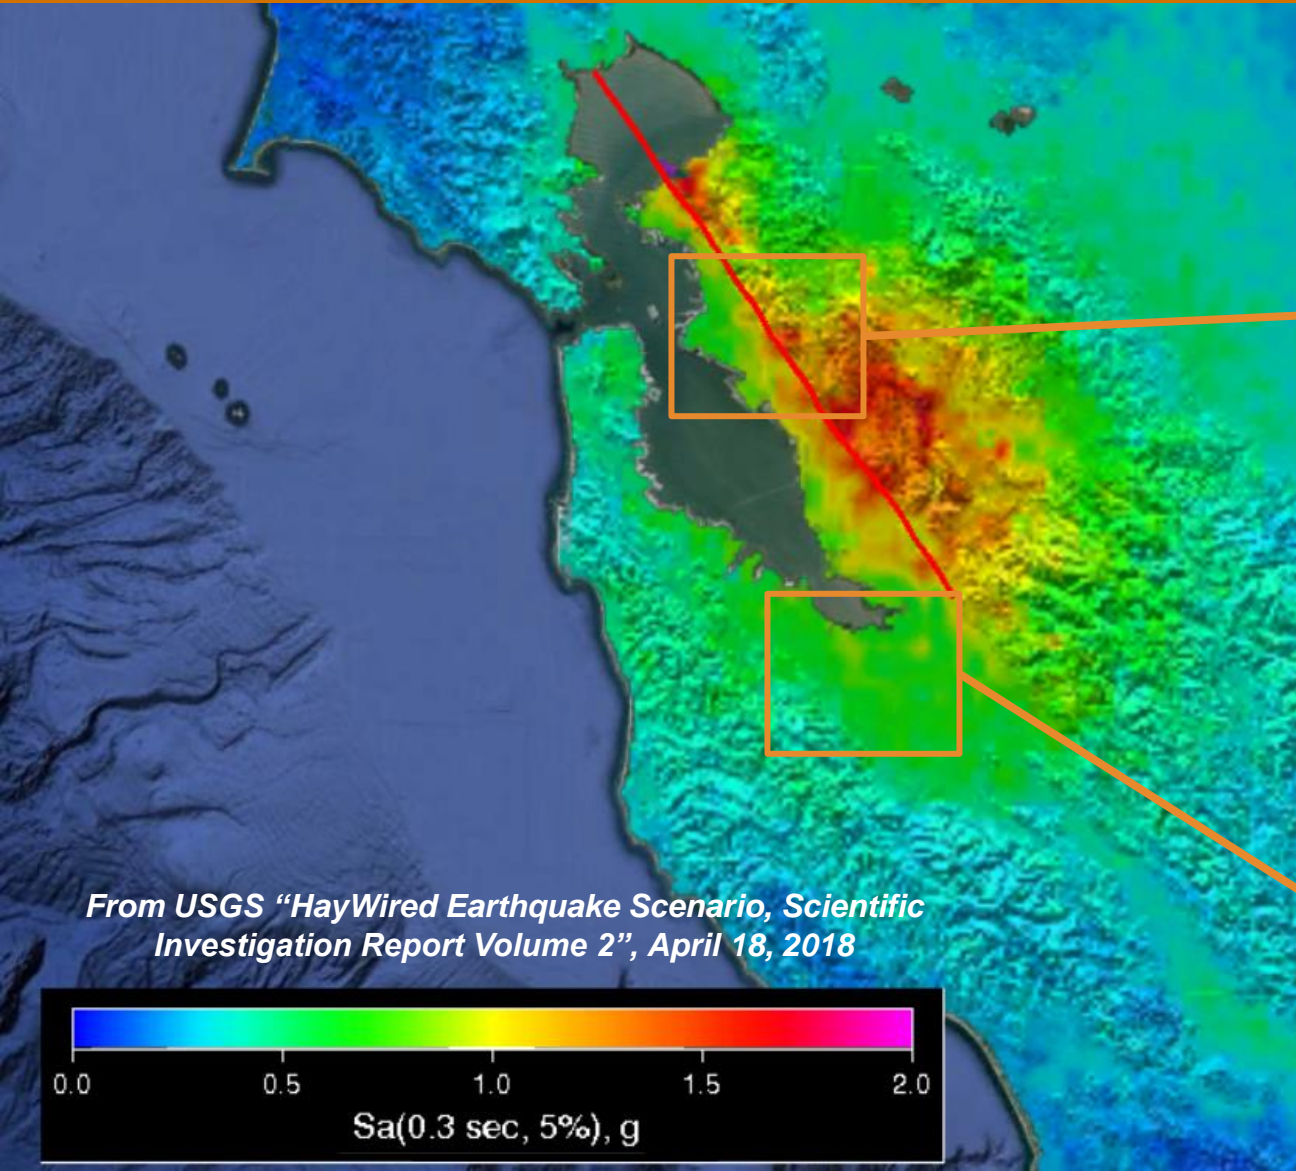 From USGS “HayWired Earthquake Scenario, Scientific
Investigation Report Volume 2”, April 18, 2018
0.0 0.5 1.0 1.5 2.0
Sa(0.3 sec, 5%), g